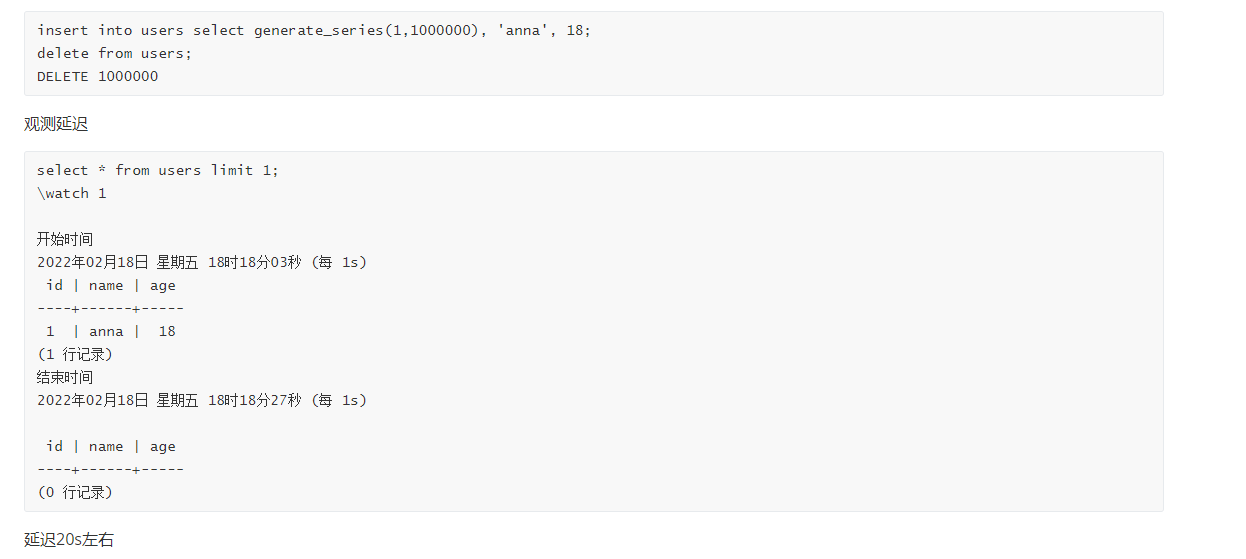 insert into users select generate_series(1,1000000), 'anna', 18;
delete from users;
DELETE 1000000
观测延迟
select * from users limit 1;
\watch 1
开始时间
2022年02月18日 星期五 18时18分03秒 (每 1s)
 id | name | age
----+------+-----
 1  | anna |  18
(1 行记录)
结束时间
2022年02月18日 星期五 18时18分27秒 (每 1s)
 id | name | age
----+------+-----
(0 行记录)
延迟20s左右